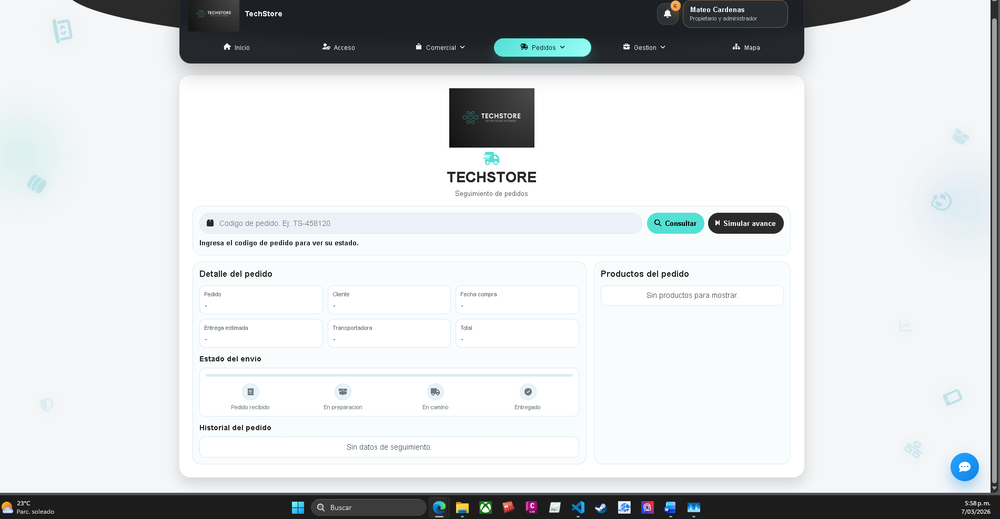 TECHSTORE
TechStore
6
Mateo Cardenas
Propietario y administrador
Inicio
Acceso
Comercial
Pedidos
Gestion
Mapa
TECHSTORE
TECHSTORE
Seguimiento de pedidos
Codigo de pedido. Ej: TS-458120
Consultar
Simular avance
Ingresa el codigo de pedido para ver su estado.
Detalle del pedido
Pedido
-
Cliente
-
Fecha compra
-
Entrega estimada
-
Transportadora
-
Total
-
Estado del envio
Pedido recibido
En preparacion
En camino
Entregado
Historial del pedido
Sin datos de seguimiento.
Productos del pedido
Sin productos para mostrar.
23°C
Parc. soleado
Buscar
5:58 p. m.
7/03/2026